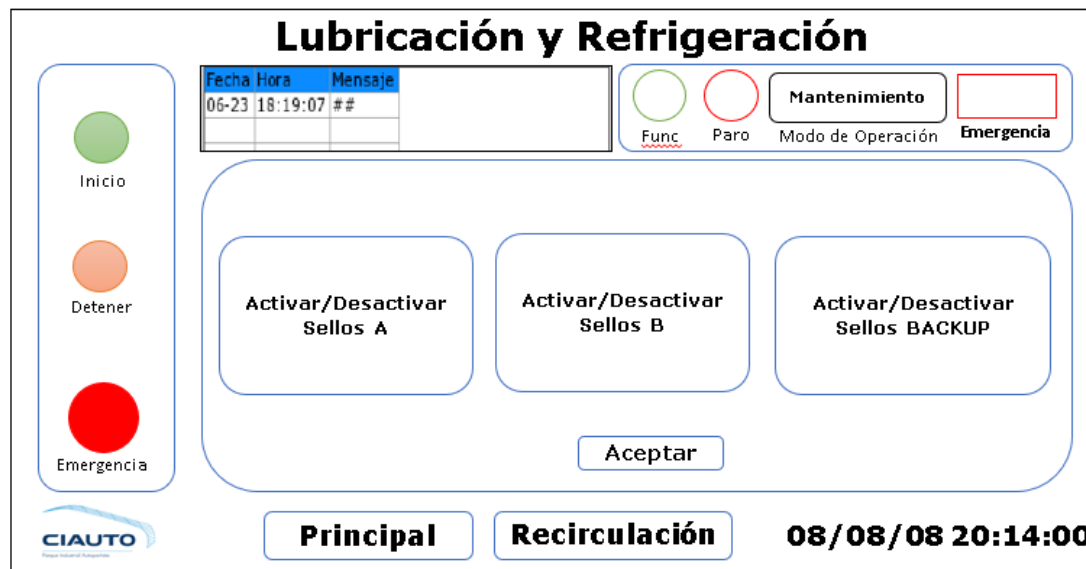 Lubricación y Refrigeración
Fecha Hora Mensaje
06-23 18:19:07 ##
Func
Paro
Mantenimiento
Modo de Operación
Emergencia
Inicio
Detener
Emergencia
Activar/Desactivar
Sellos A
Activar/Desactivar
Sellos B
Activar/Desactivar
Sellos BACKUP
Aceptar
CIAUTO
Principal
Recirculación
08/08/08 20:14:00